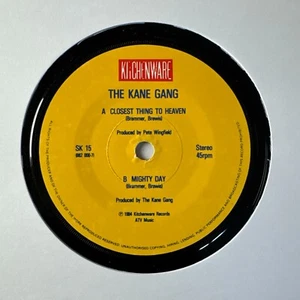 KitCHENWARE
THE KANE GANG
A CLOSEST THING TO HEAVEN
(Brammer, Brewis)
Produced by Pete Wingfield
SK 15
Stereo
45rpm
B MIGHTY DAY
(Brammer, Brewis)
Produced by The Kane Gang
℗ 1984 Kitchenware Records
ATV Music